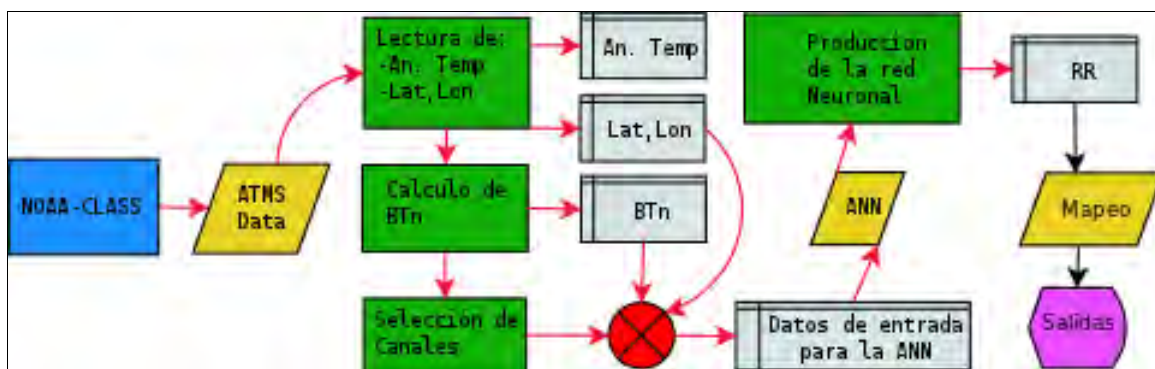 NOAA-CLASS
ATMS
Data
Lectura de:
-An. Temp
-Lat,Lon
An. Temp
Lat,Lon
Calculo de
BTn
BTn
Selección de
Canales
Datos de entrada
para la ANN
ANN
Produccion
de la red
Neuronal
RR
Mapeo
Salidas